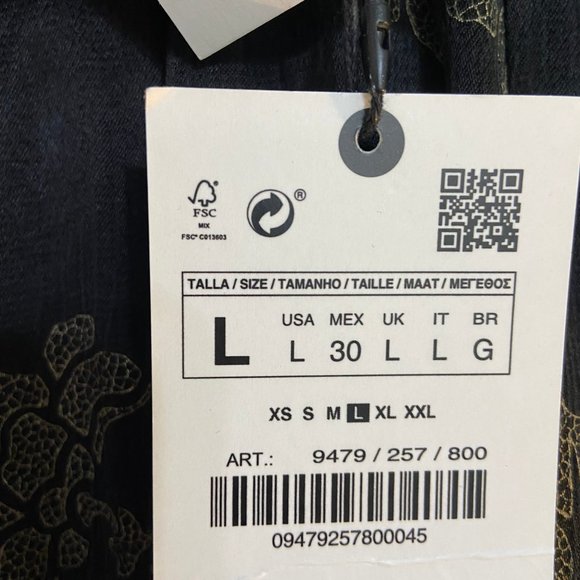 FSC
MIX
FSC® C013603
®
TALLA / SIZE / TAMANHO / TAILLE / MAAT / ΜΕΓΕΘΟΣ
L
USA MEX UK IT BR
L 30 L L G
XS S M L XL XXL
ART.: 9479 / 257 / 800
09479257800045